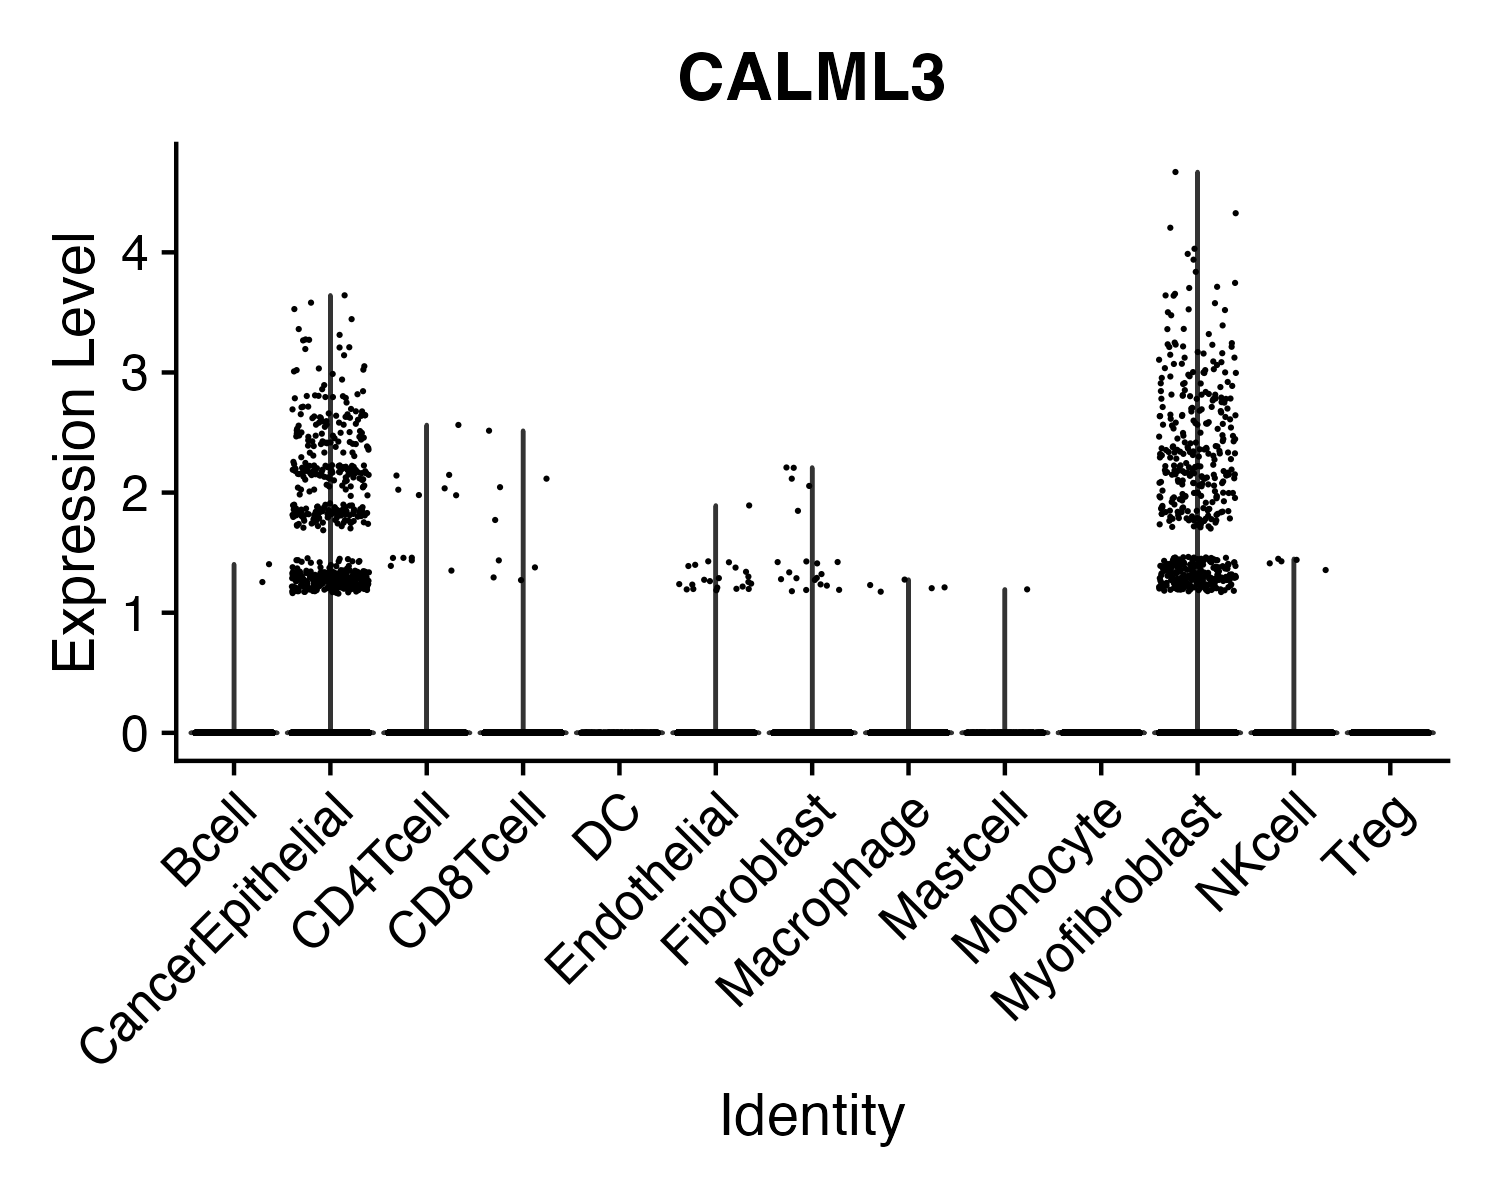 CALML3
Expression Level
4
3
2
1
0
Bcell
CancerEpithelial
CD4Tcell
CD8Tcell
DC
Endothelial
Fibroblast
Macrophage
Mastcell
Monocyte
Myofibroblast
NKcell
Treg
Identity